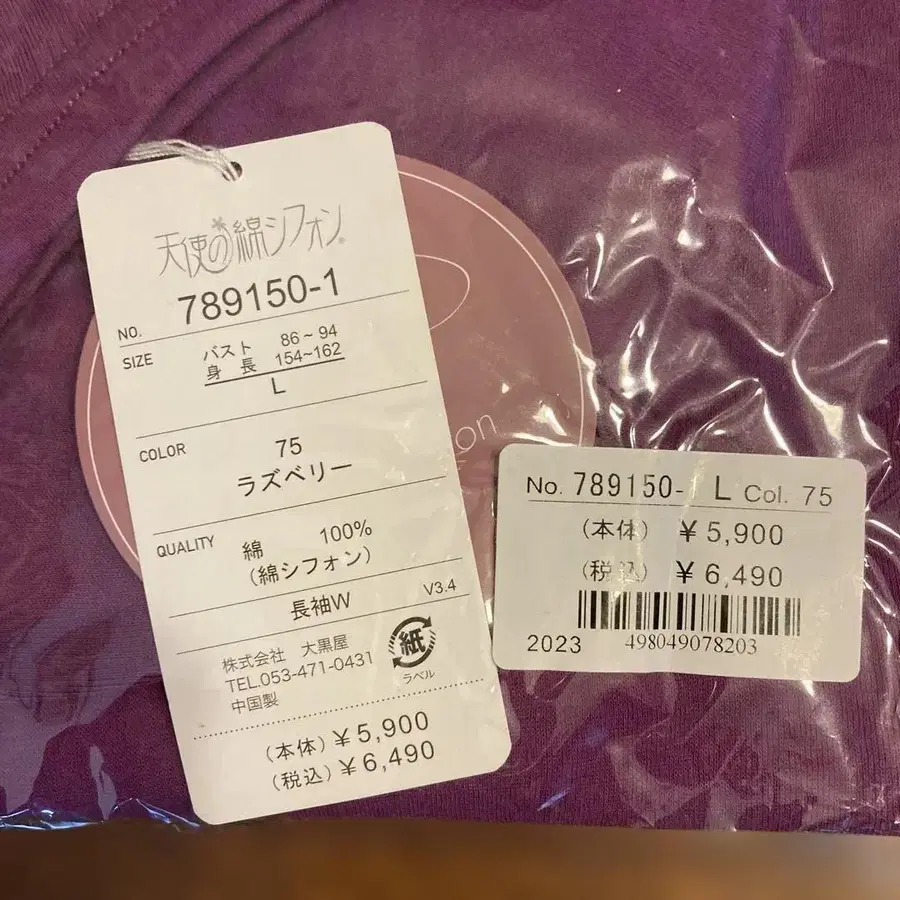 天使の綿シフォン®
NO. 789150-1
SIZE バスト 86~94
身長 154~162
L
COLOR 75
ラズベリー
QUALITY 綿 100%
(綿シフォン)
長袖W V3.4
株式会社 大黒屋
TEL.053-471-0431
中国製
紙
ラベル
(本体)¥5,900
(税込)¥6,490
on
No. 789150- L Col. 75
(本体) ¥5,900
(税込) ¥6,490
2023 498049078203